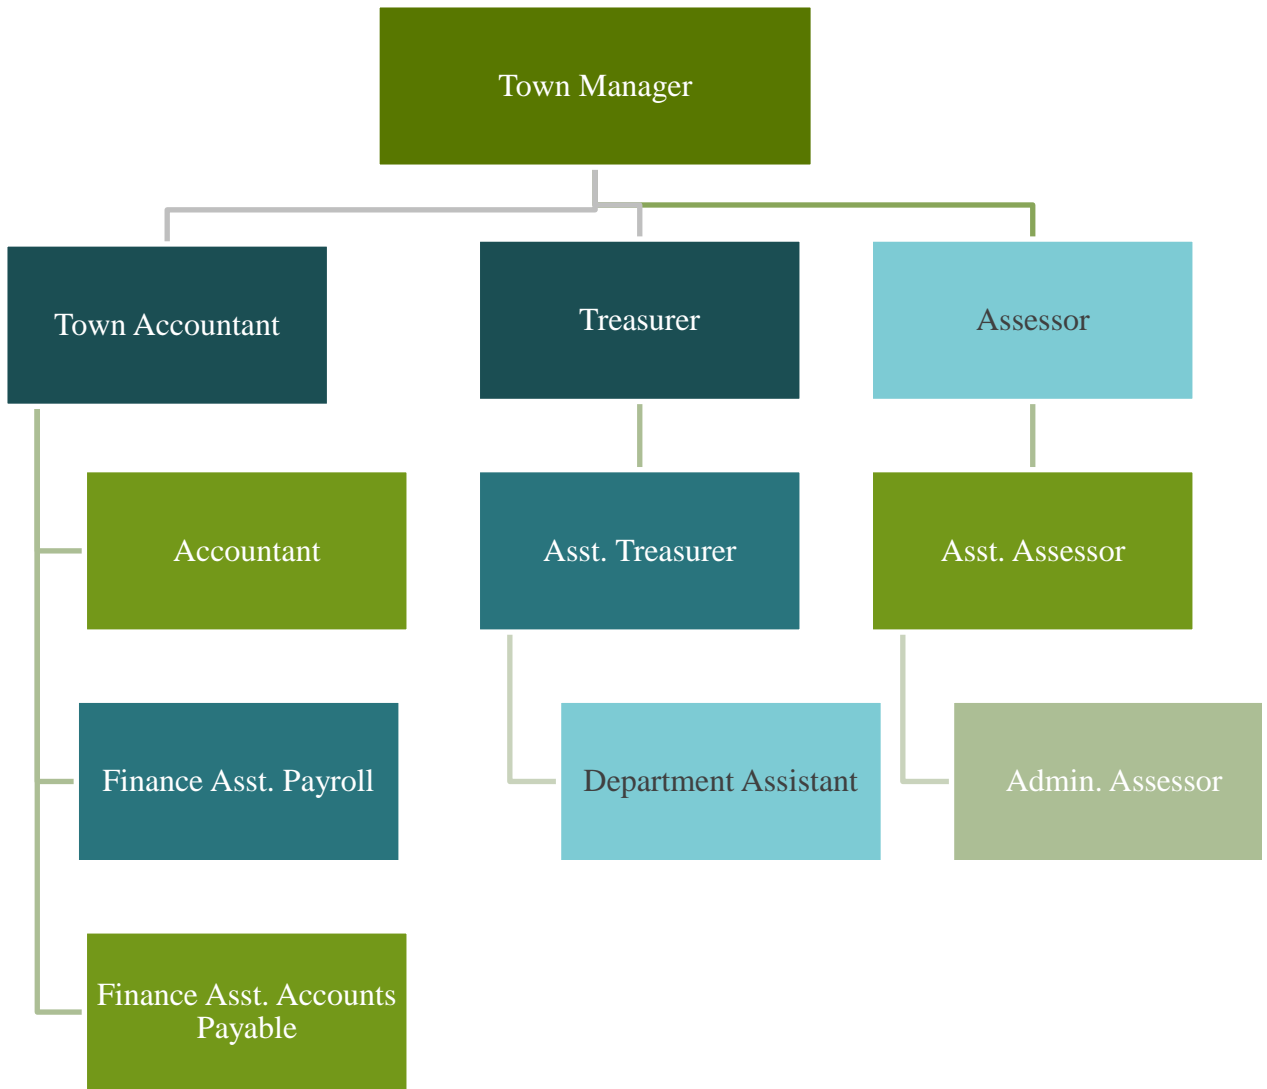 Town Manager
Town Accountant
Treasurer
Assessor
Accountant
Asst. Treasurer
Asst. Assessor
Finance Asst. Payroll
Department Assistant
Admin. Assessor
Finance Asst. Accounts
Payable